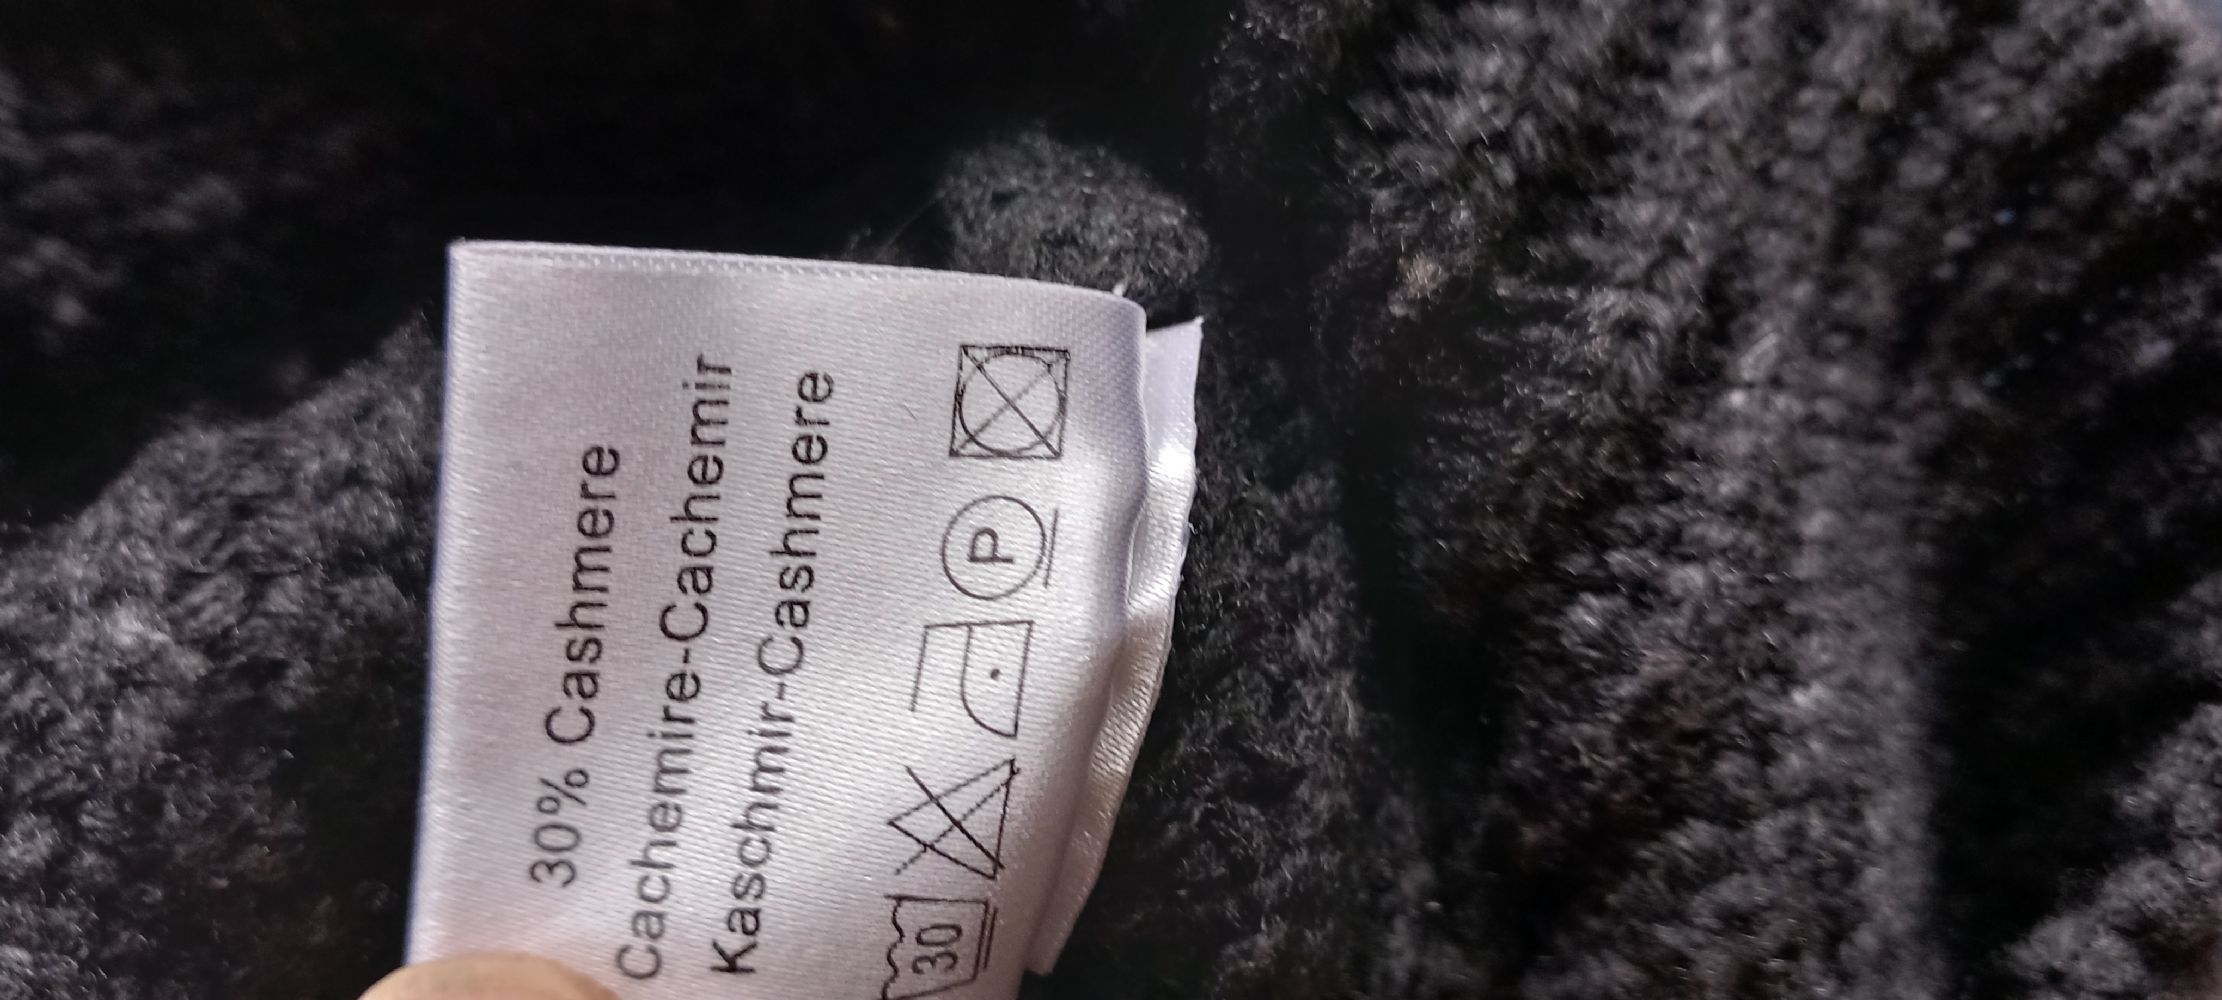 30% Cashmere
Cachemire-Cachemir
Kaschmir-Cashmere
30
P